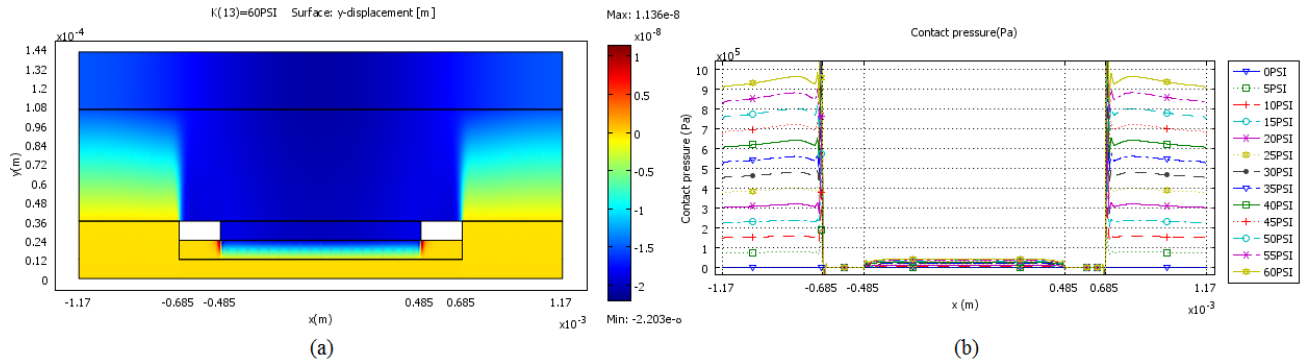 K(13)=60PSI Surface: y-displacement [m]
Max: 1.136e-8
×10^-4
×10^-8
1.44
1.32
1.2
1.08
0.96
0.84
0.72
0.6
0.48
0.36
0.24
0.12
0
y(m)
-1.17 -0.685 -0.485 0.485 0.685 1.17
x(m)
×10^-3
1
0.5
0
-0.5
-1
-1.5
-2
Min: -2.203e-8
(a)
Contact pressure(Pa)
×10^5
10
9
8
7
6
5
4
3
2
1
0
Contact pressure (Pa)
-1.17 -0.685 -0.485 0.485 0.685 1.17
x (m)
×10^-3
0PSI
5PSI
10PSI
15PSI
20PSI
25PSI
30PSI
35PSI
40PSI
45PSI
50PSI
55PSI
60PSI
(b)